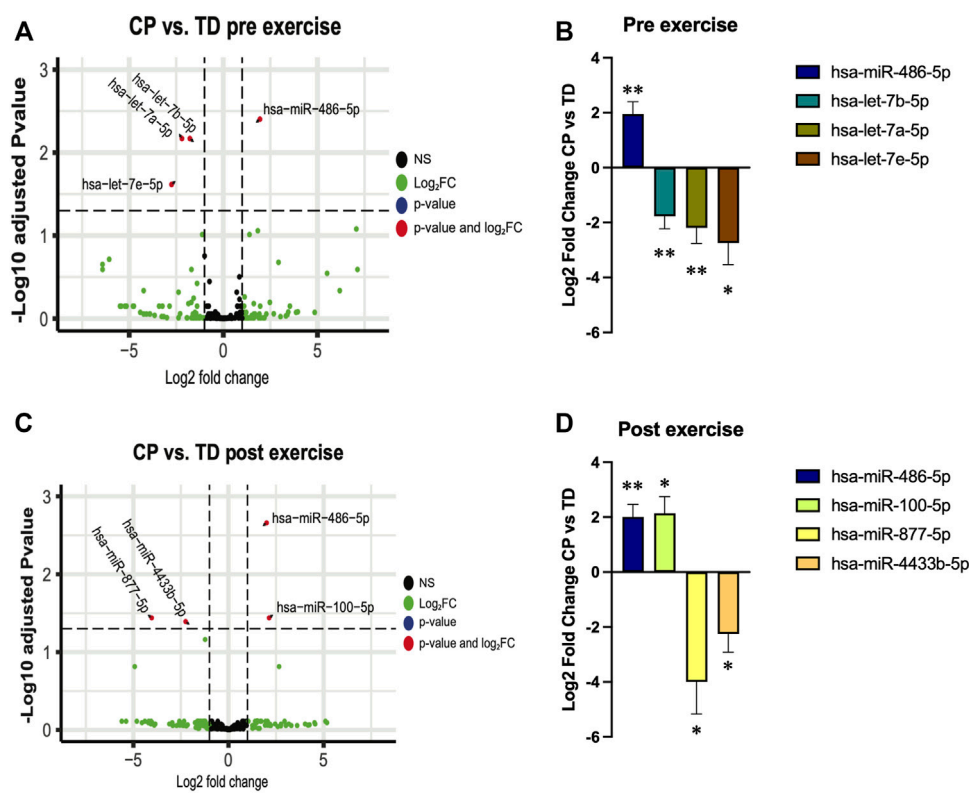 A
CP vs. TD pre exercise
3
2
1
0
-Log10 adjusted Pvalue
hsa-let-7b-5p
hsa-let-7a-5p
hsa-miR-486-5p
hsa-let-7e-5p
NS
Log₂FC
p-value
p-value and log₂FC
−5
0
5
Log2 fold change
B
Pre exercise
Log2 Fold Change CP vs TD
4
2
0
-2
-4
-6
**
**
**
*
hsa-miR-486-5p
hsa-let-7b-5p
hsa-let-7a-5p
hsa-let-7e-5p
C
CP vs. TD post exercise
3
2
1
0
-Log10 adjusted Pvalue
hsa-miR-4433b-5p
hsa-miR-877-5p
hsa-miR-486-5p
hsa-miR-100-5p
NS
Log₂FC
p-value
p-value and log₂FC
−5
0
5
Log2 fold change
D
Post exercise
Log2 Fold Change CP vs TD
4
2
0
-2
-4
-6
**
*
*
*
hsa-miR-486-5p
hsa-miR-100-5p
hsa-miR-877-5p
hsa-miR-4433b-5p